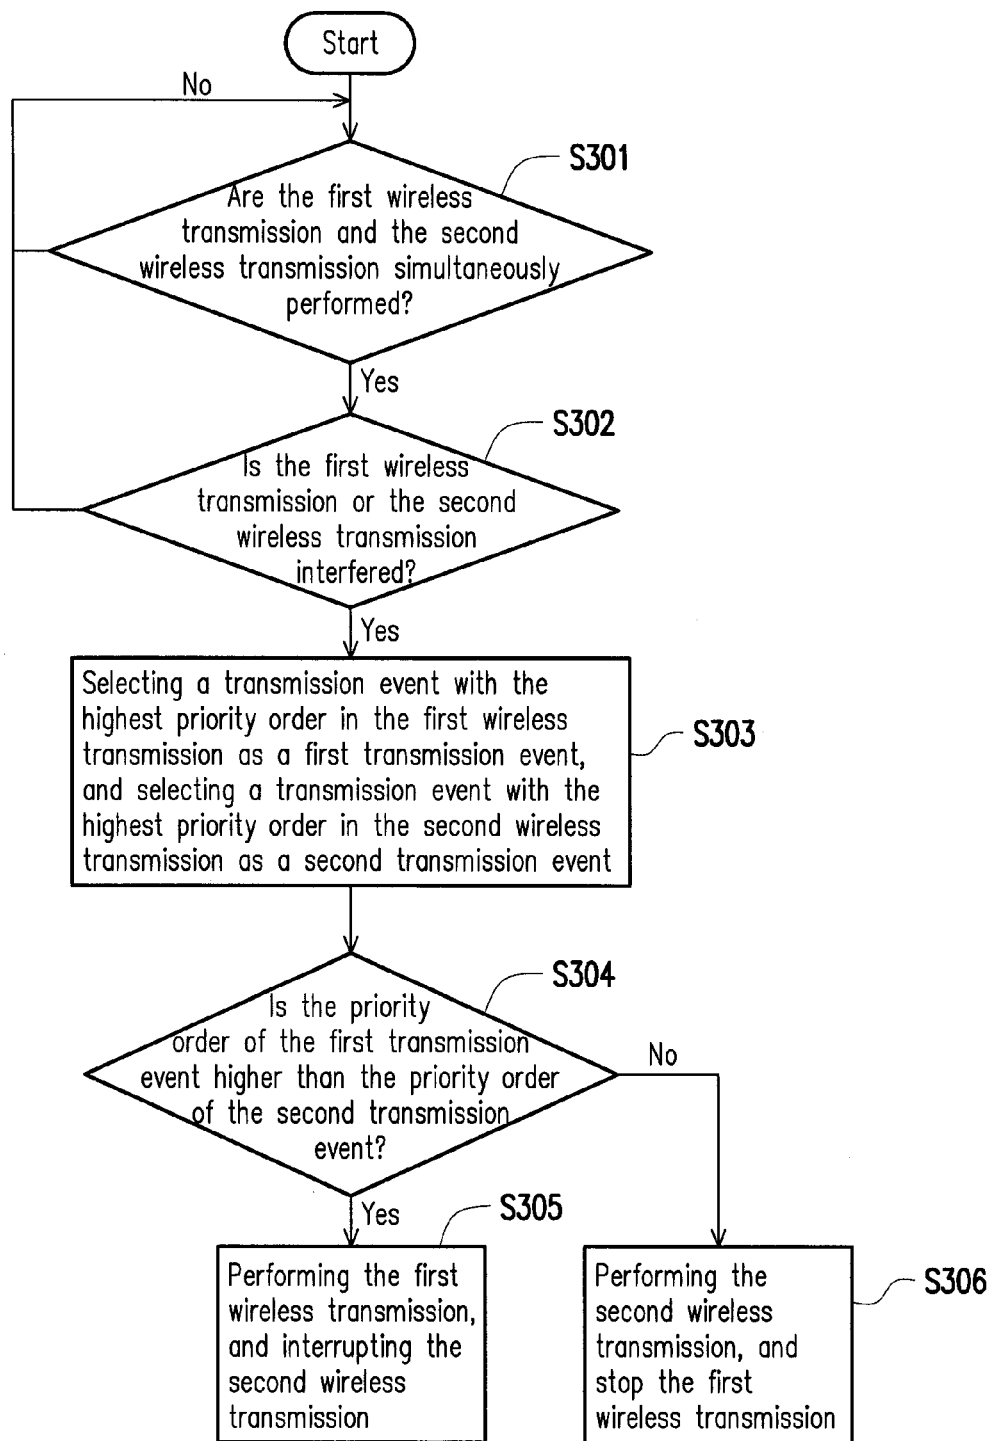 Start
No
S301
Are the first wireless
transmission and the second
wireless transmission simultaneously
performed?
Yes
S302
Is the first wireless
transmission or the second
wireless transmission
interfered?
Yes
Selecting a transmission event with the
highest priority order in the first wireless
transmission as a first transmission event,
and selecting a transmission event with the
highest priority order in the second wireless
transmission as a second transmission event
S303
S304
Is the priority
order of the first transmission
event higher than the priority order
of the second transmission
event?
No
Yes
S305
Performing the first
wireless transmission,
and interrupting the
second wireless
transmission
Performing the
second wireless
transmission, and
stop the first
wireless transmission
S306